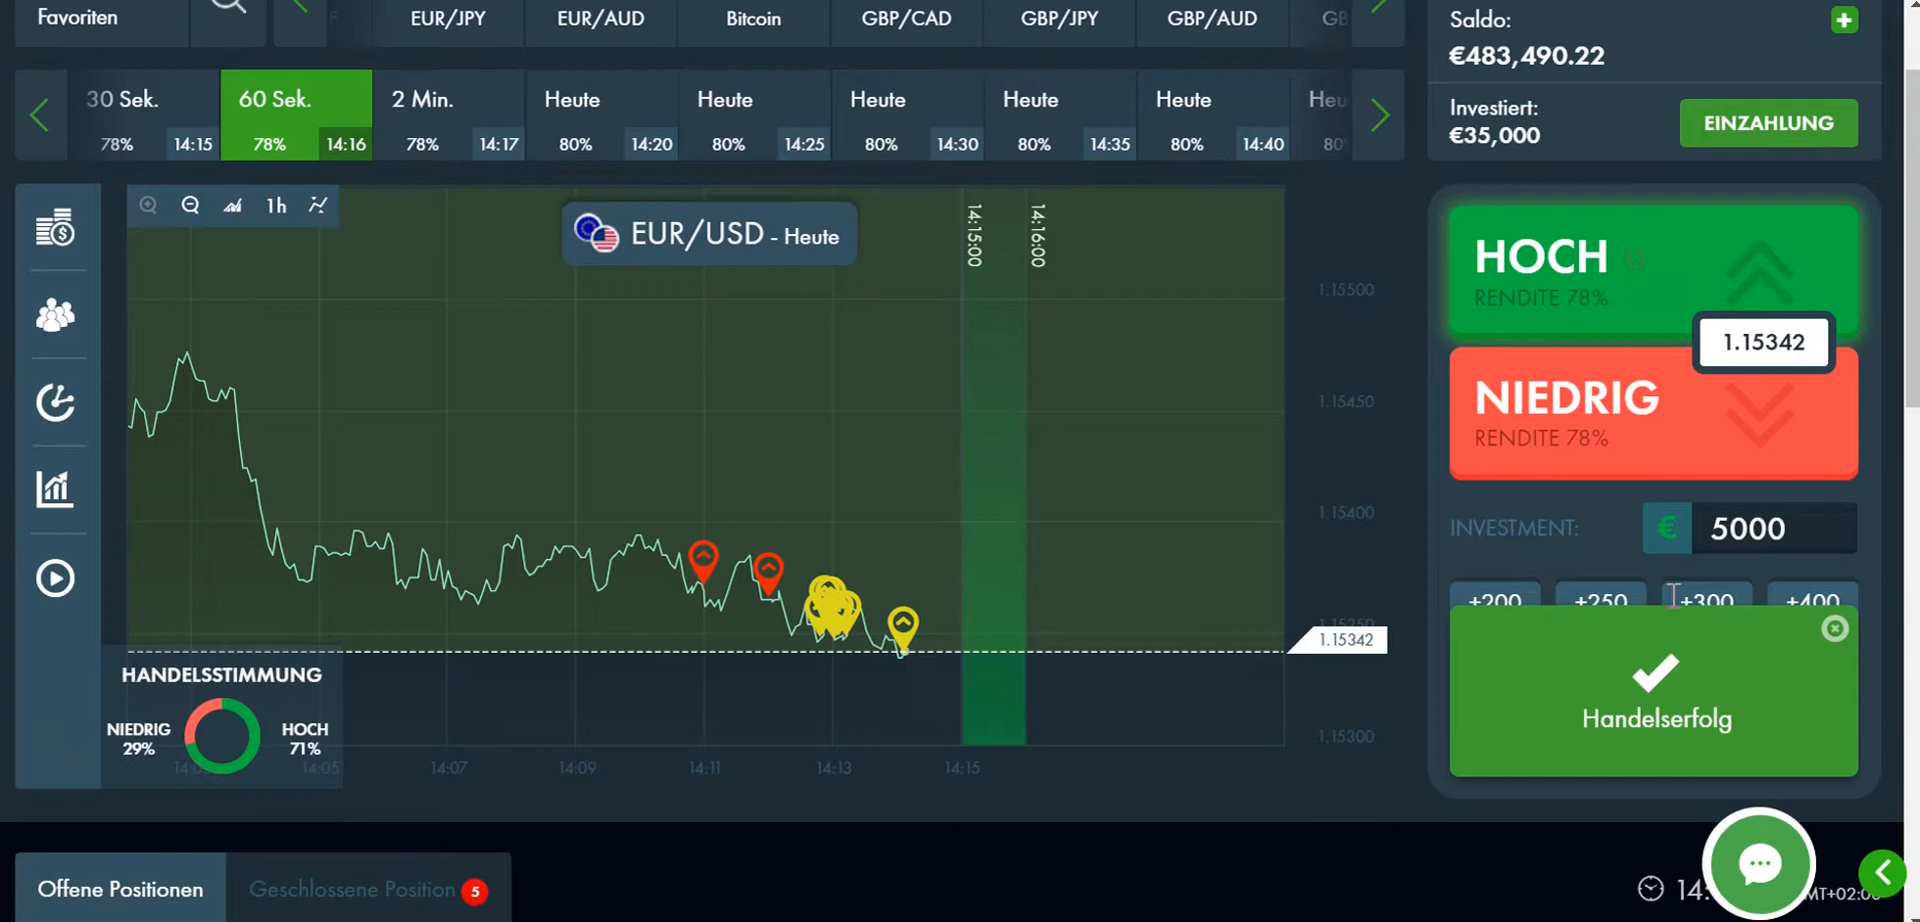 Favoriten
EUR/JPY
EUR/AUD
Bitcoin
GBP/CAD
GBP/JPY
GBP/AUD
Saldo:
€483,490.22
30 Sek.
78%
14:15
60 Sek.
78%
14:16
2 Min.
78%
14:17
Heute
80%
14:20
Heute
80%
14:25
Heute
80%
14:30
Heute
80%
14:35
Heute
80%
14:40
Investiert:
€35,000
EINZAHLUNG
1h
EUR/USD - Heute
14:15:00
14:16:00
1.15500
1.15450
1.15400
1.15342
1.15300
HOCH
RENDITE 78%
1.15342
NIEDRIG
RENDITE 78%
INVESTMENT:
€ 5000
+200
+250
+300
+400
Handelserfolg
HANDELSSTIMMUNG
NIEDRIG
29%
HOCH
71%
14:05
14:07
14:09
14:11
14:13
14:15
Offene Positionen
Geschlossene Position
5